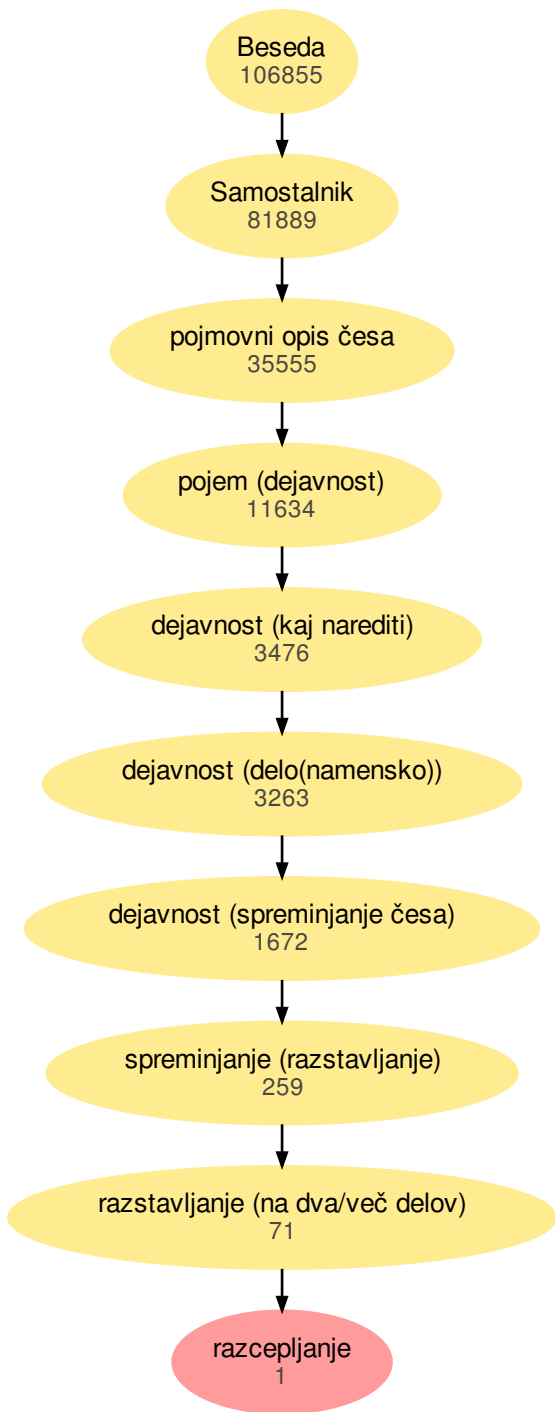 Beseda
106855
Samostalnik
81889
pojmovni opis česa
35555
pojem (dejavnost)
11634
dejavnost (kaj narediti)
3476
dejavnost (delo(namensko))
3263
dejavnost (spreminjanje česa)
1672
spreminjanje (razstavljanje)
259
razstavljanje (na dva/več delov)
71
razcepljanje
1